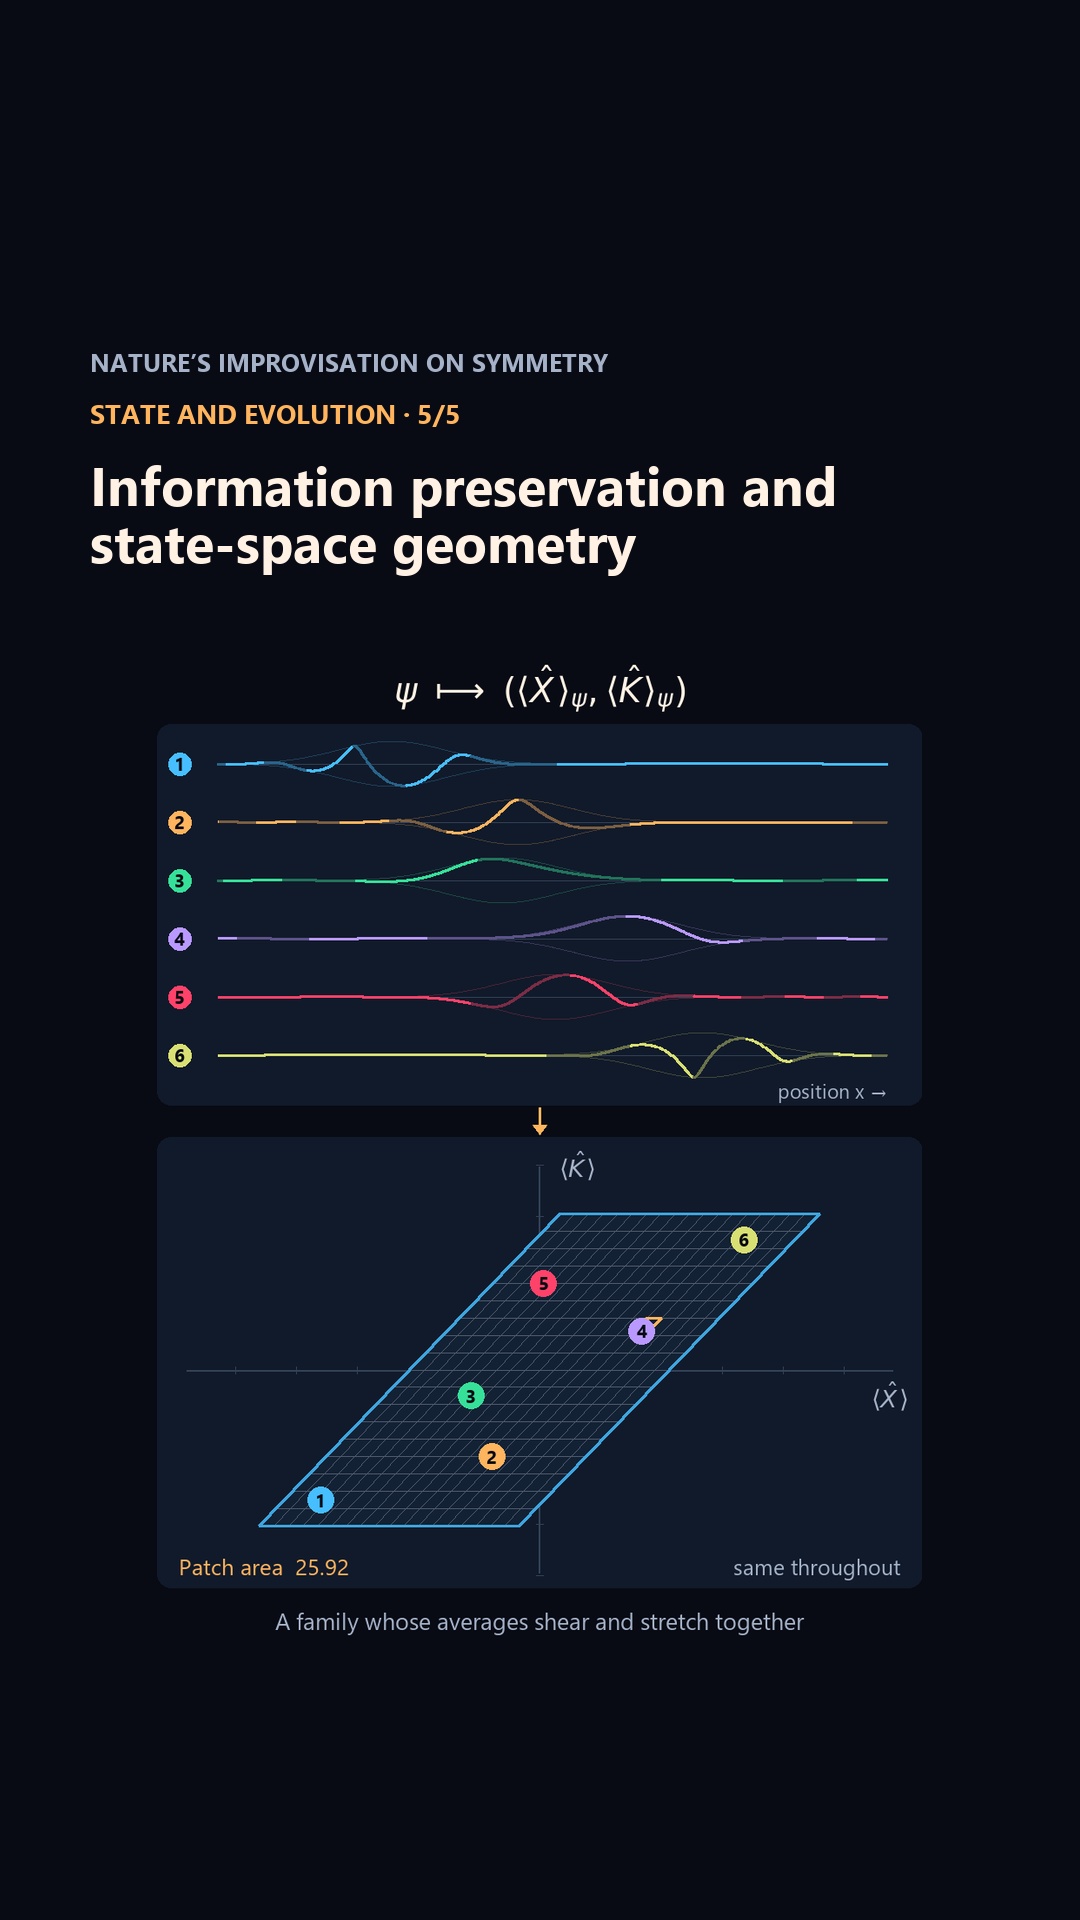 NATURE’S IMPROVISATION ON SYMMETRY
STATE AND EVOLUTION · 5/5
Information preservation and
state-space geometry
ψ ⟼ (⟨X̂⟩ψ, ⟨K̂⟩ψ)
1
2
3
4
5
6
position x →
⟨K̂⟩
6
5
4
⟨X̂⟩
3
2
1
Patch area 25.92
same throughout
A family whose averages shear and stretch together